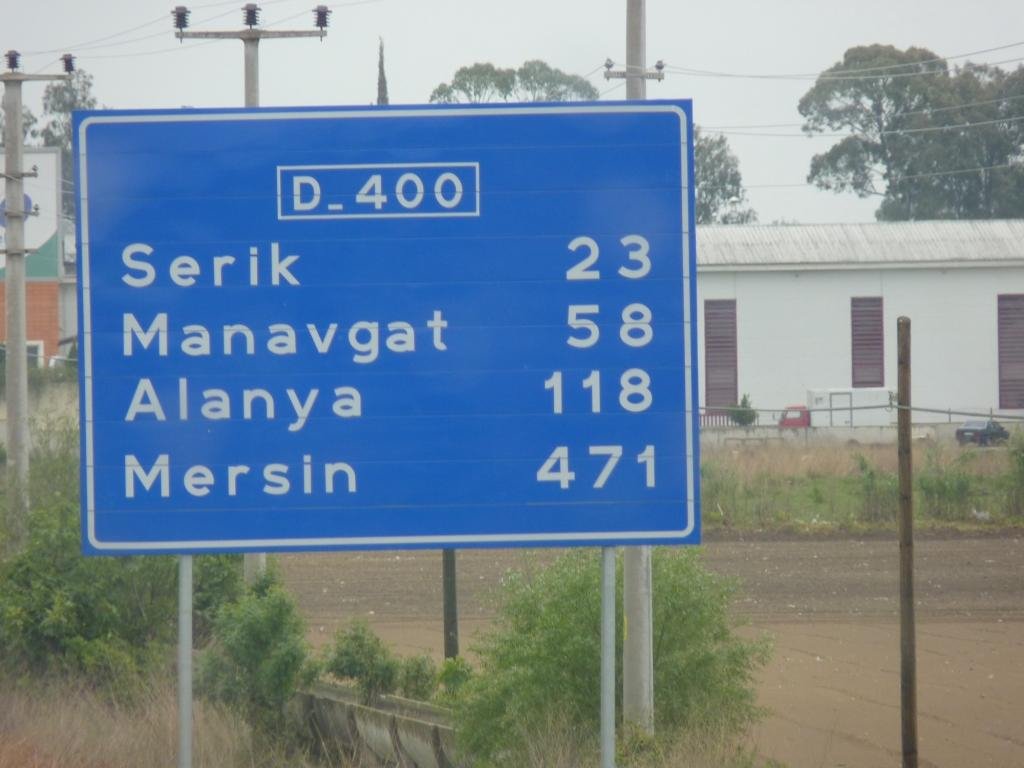 D_400
Serik 23
Manavgat 58
Alanya 118
Mersin 471